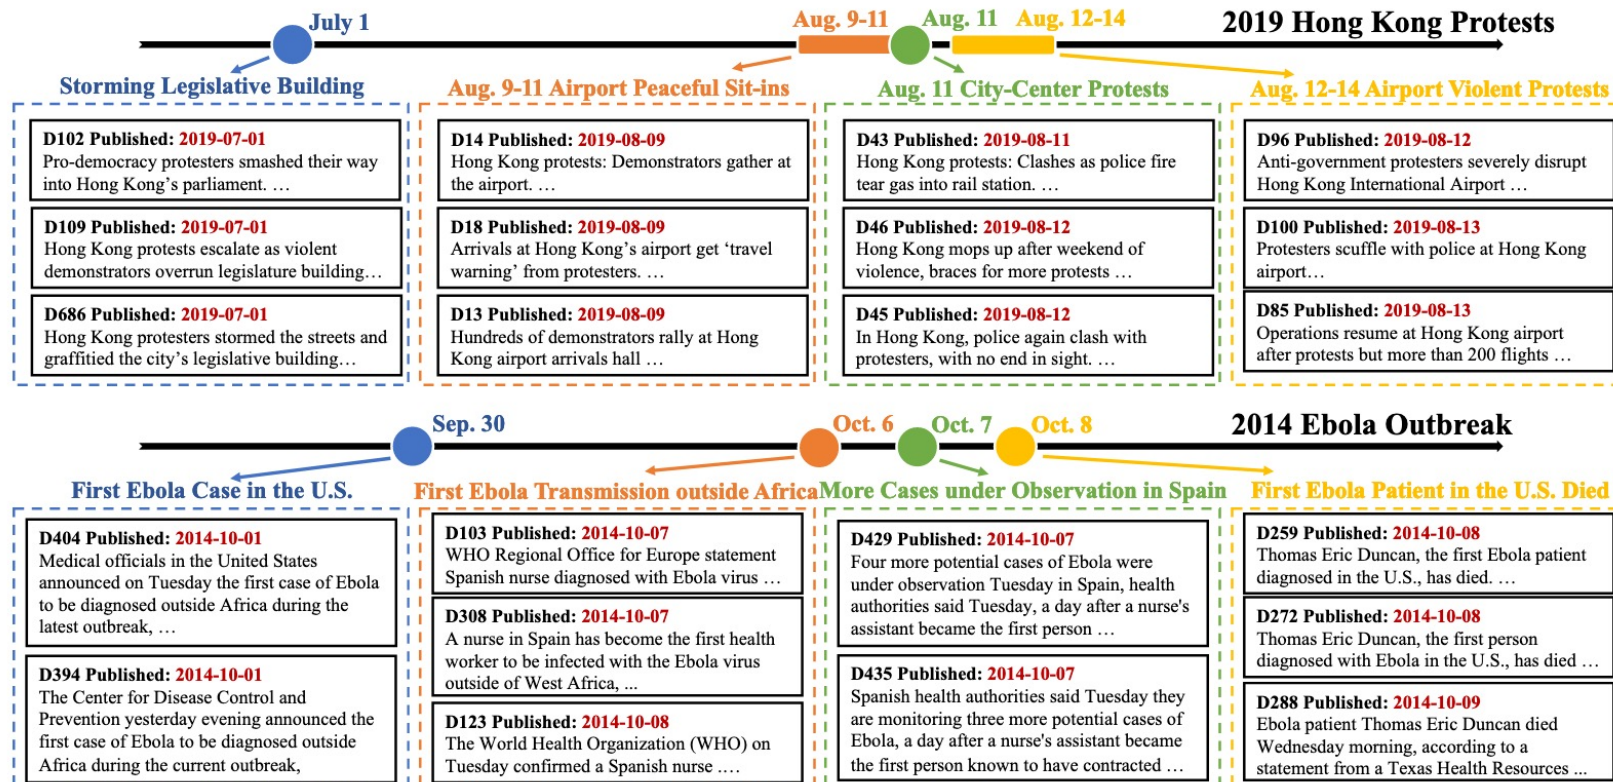 July 1
Aug. 9-11
Aug. 11
Aug. 12-14
2019 Hong Kong Protests
Storming Legislative Building
D102 Published: 2019-07-01
Pro-democracy protesters smashed their way
into Hong Kong's parliament. …
D109 Published: 2019-07-01
Hong Kong protests escalate as violent
demonstrators overrun legislature building…
D686 Published: 2019-07-01
Hong Kong protesters stormed the streets and
graffitied the city's legislative building…
Aug. 9-11 Airport Peaceful Sit-ins
D14 Published: 2019-08-09
Hong Kong protests: Demonstrators gather at
the airport. …
D18 Published: 2019-08-09
Arrivals at Hong Kong's airport get 'travel
warning' from protesters. …
D13 Published: 2019-08-09
Hundreds of demonstrators rally at Hong
Kong airport arrivals hall …
Aug. 11 City-Center Protests
D43 Published: 2019-08-11
Hong Kong protests: Clashes as police fire
tear gas into rail station. …
D46 Published: 2019-08-12
Hong Kong mops up after weekend of
violence, braces for more protests …
D45 Published: 2019-08-12
In Hong Kong, police again clash with
protesters, with no end in sight. …
Aug. 12-14 Airport Violent Protests
D96 Published: 2019-08-12
Anti-government protesters severely disrupt
Hong Kong International Airport …
D100 Published: 2019-08-13
Protesters scuffle with police at Hong Kong
airport…
D85 Published: 2019-08-13
Operations resume at Hong Kong airport
after protests but more than 200 flights …
Sep. 30
Oct. 6
Oct. 7
Oct. 8
2014 Ebola Outbreak
First Ebola Case in the U.S.
D404 Published: 2014-10-01
Medical officials in the United States
announced on Tuesday the first case of Ebola
to be diagnosed outside Africa during the
latest outbreak, …
D394 Published: 2014-10-01
The Center for Disease Control and
Prevention yesterday evening announced the
first case of Ebola to be diagnosed outside
Africa during the current outbreak,
First Ebola Transmission outside Africa
D103 Published: 2014-10-07
WHO Regional Office for Europe statement
Spanish nurse diagnosed with Ebola virus …
D308 Published: 2014-10-07
A nurse in Spain has become the first health
worker to be infected with the Ebola virus
outside of West Africa, ...
D123 Published: 2014-10-08
The World Health Organization (WHO) on
Tuesday confirmed a Spanish nurse ….
More Cases under Observation in Spain
D429 Published: 2014-10-07
Four more potential cases of Ebola were
under observation Tuesday in Spain, health
authorities said Tuesday, a day after a nurse's
assistant became the first person …
D435 Published: 2014-10-07
Spanish health authorities said Tuesday they
are monitoring three more potential cases of
Ebola, a day after a nurse's assistant became
the first person known to have contracted …
First Ebola Patient in the U.S. Died
D259 Published: 2014-10-08
Thomas Eric Duncan, the first Ebola patient
diagnosed in the U.S., has died. …
D272 Published: 2014-10-08
Thomas Eric Duncan, the first person
diagnosed with Ebola in the U.S., has died …
D288 Published: 2014-10-09
Ebola patient Thomas Eric Duncan died
Wednesday morning, according to a
statement from a Texas Health Resources ...